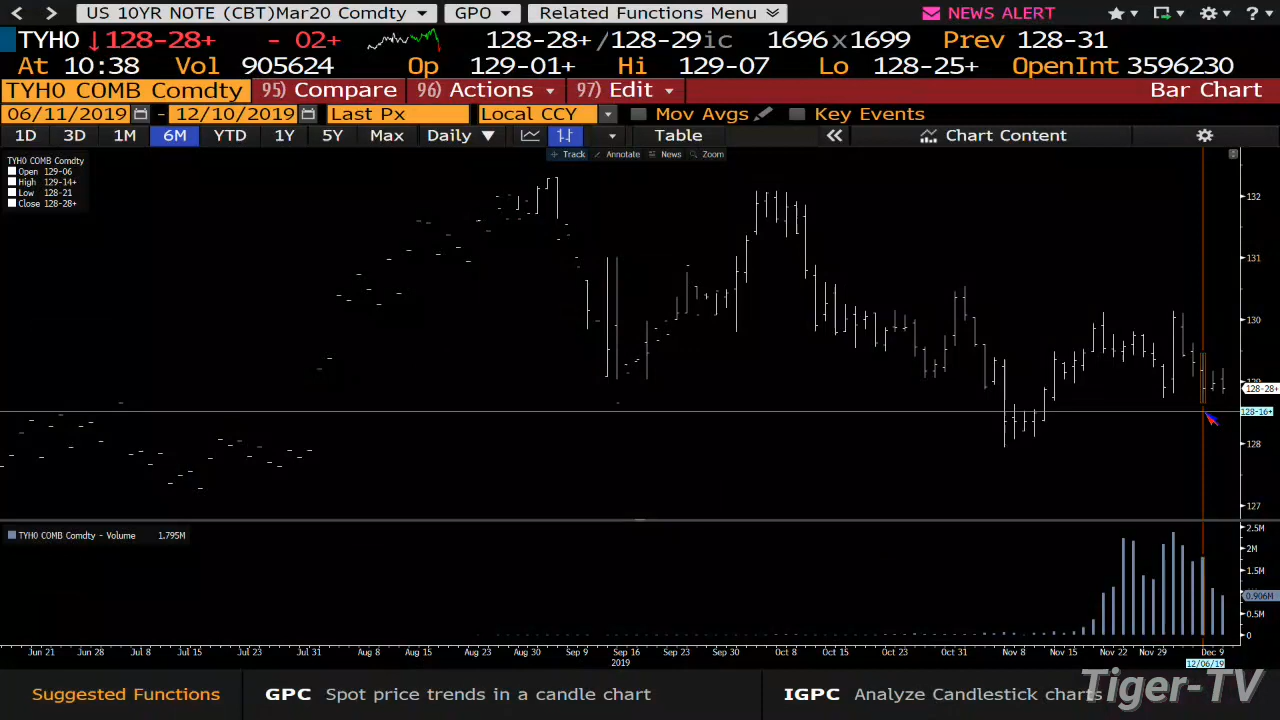 US 10YR NOTE (CBT)Mar20 Comdty GPO Related Functions Menu NEWS ALERT ?
TYH0 ↓128-28+ - 02+ 128-28+/128-29ic 1696x1699 Prev 128-31
At 10:38 Vol 905624 Op 129-01+ Hi 129-07 Lo 128-25+ OpenInt 3596230
TYH0 COMB Comdty 95) Compare 96) Actions 97) Edit Bar Chart
06/11/2019 - 12/10/2019 Last Px Local CCY Mov Avgs Key Events
1D 3D 1M 6M YTD 1Y 5Y Max Daily ▼ Table « Chart Content
Track Annotate News Zoom
TYH0 COMB Comdty
Open 129-06
High 129-14+
Low 128-21
Close 128-28+
132
131
130
129
128-28+
128-16+
128
127
TYH0 COMB Comdty - Volume 1.795M
2.5M
2M
1.5M
0.906M
0.5M
0
Jun 21 Jun 28 Jul 8 Jul 15 Jul 23 Jul 31 Aug 8 Aug 15 Aug 23 Aug 30 Sep 9 Sep 16 Sep 23 Sep 30 Oct 8 Oct 15 Oct 23 Oct 31 Nov 8 Nov 15 Nov 22 Nov 29 Dec 9
2019 12/06/19
Suggested Functions GPC Spot price trends in a candle chart IGPC Analyze Candlestick charts
Tiger-TV